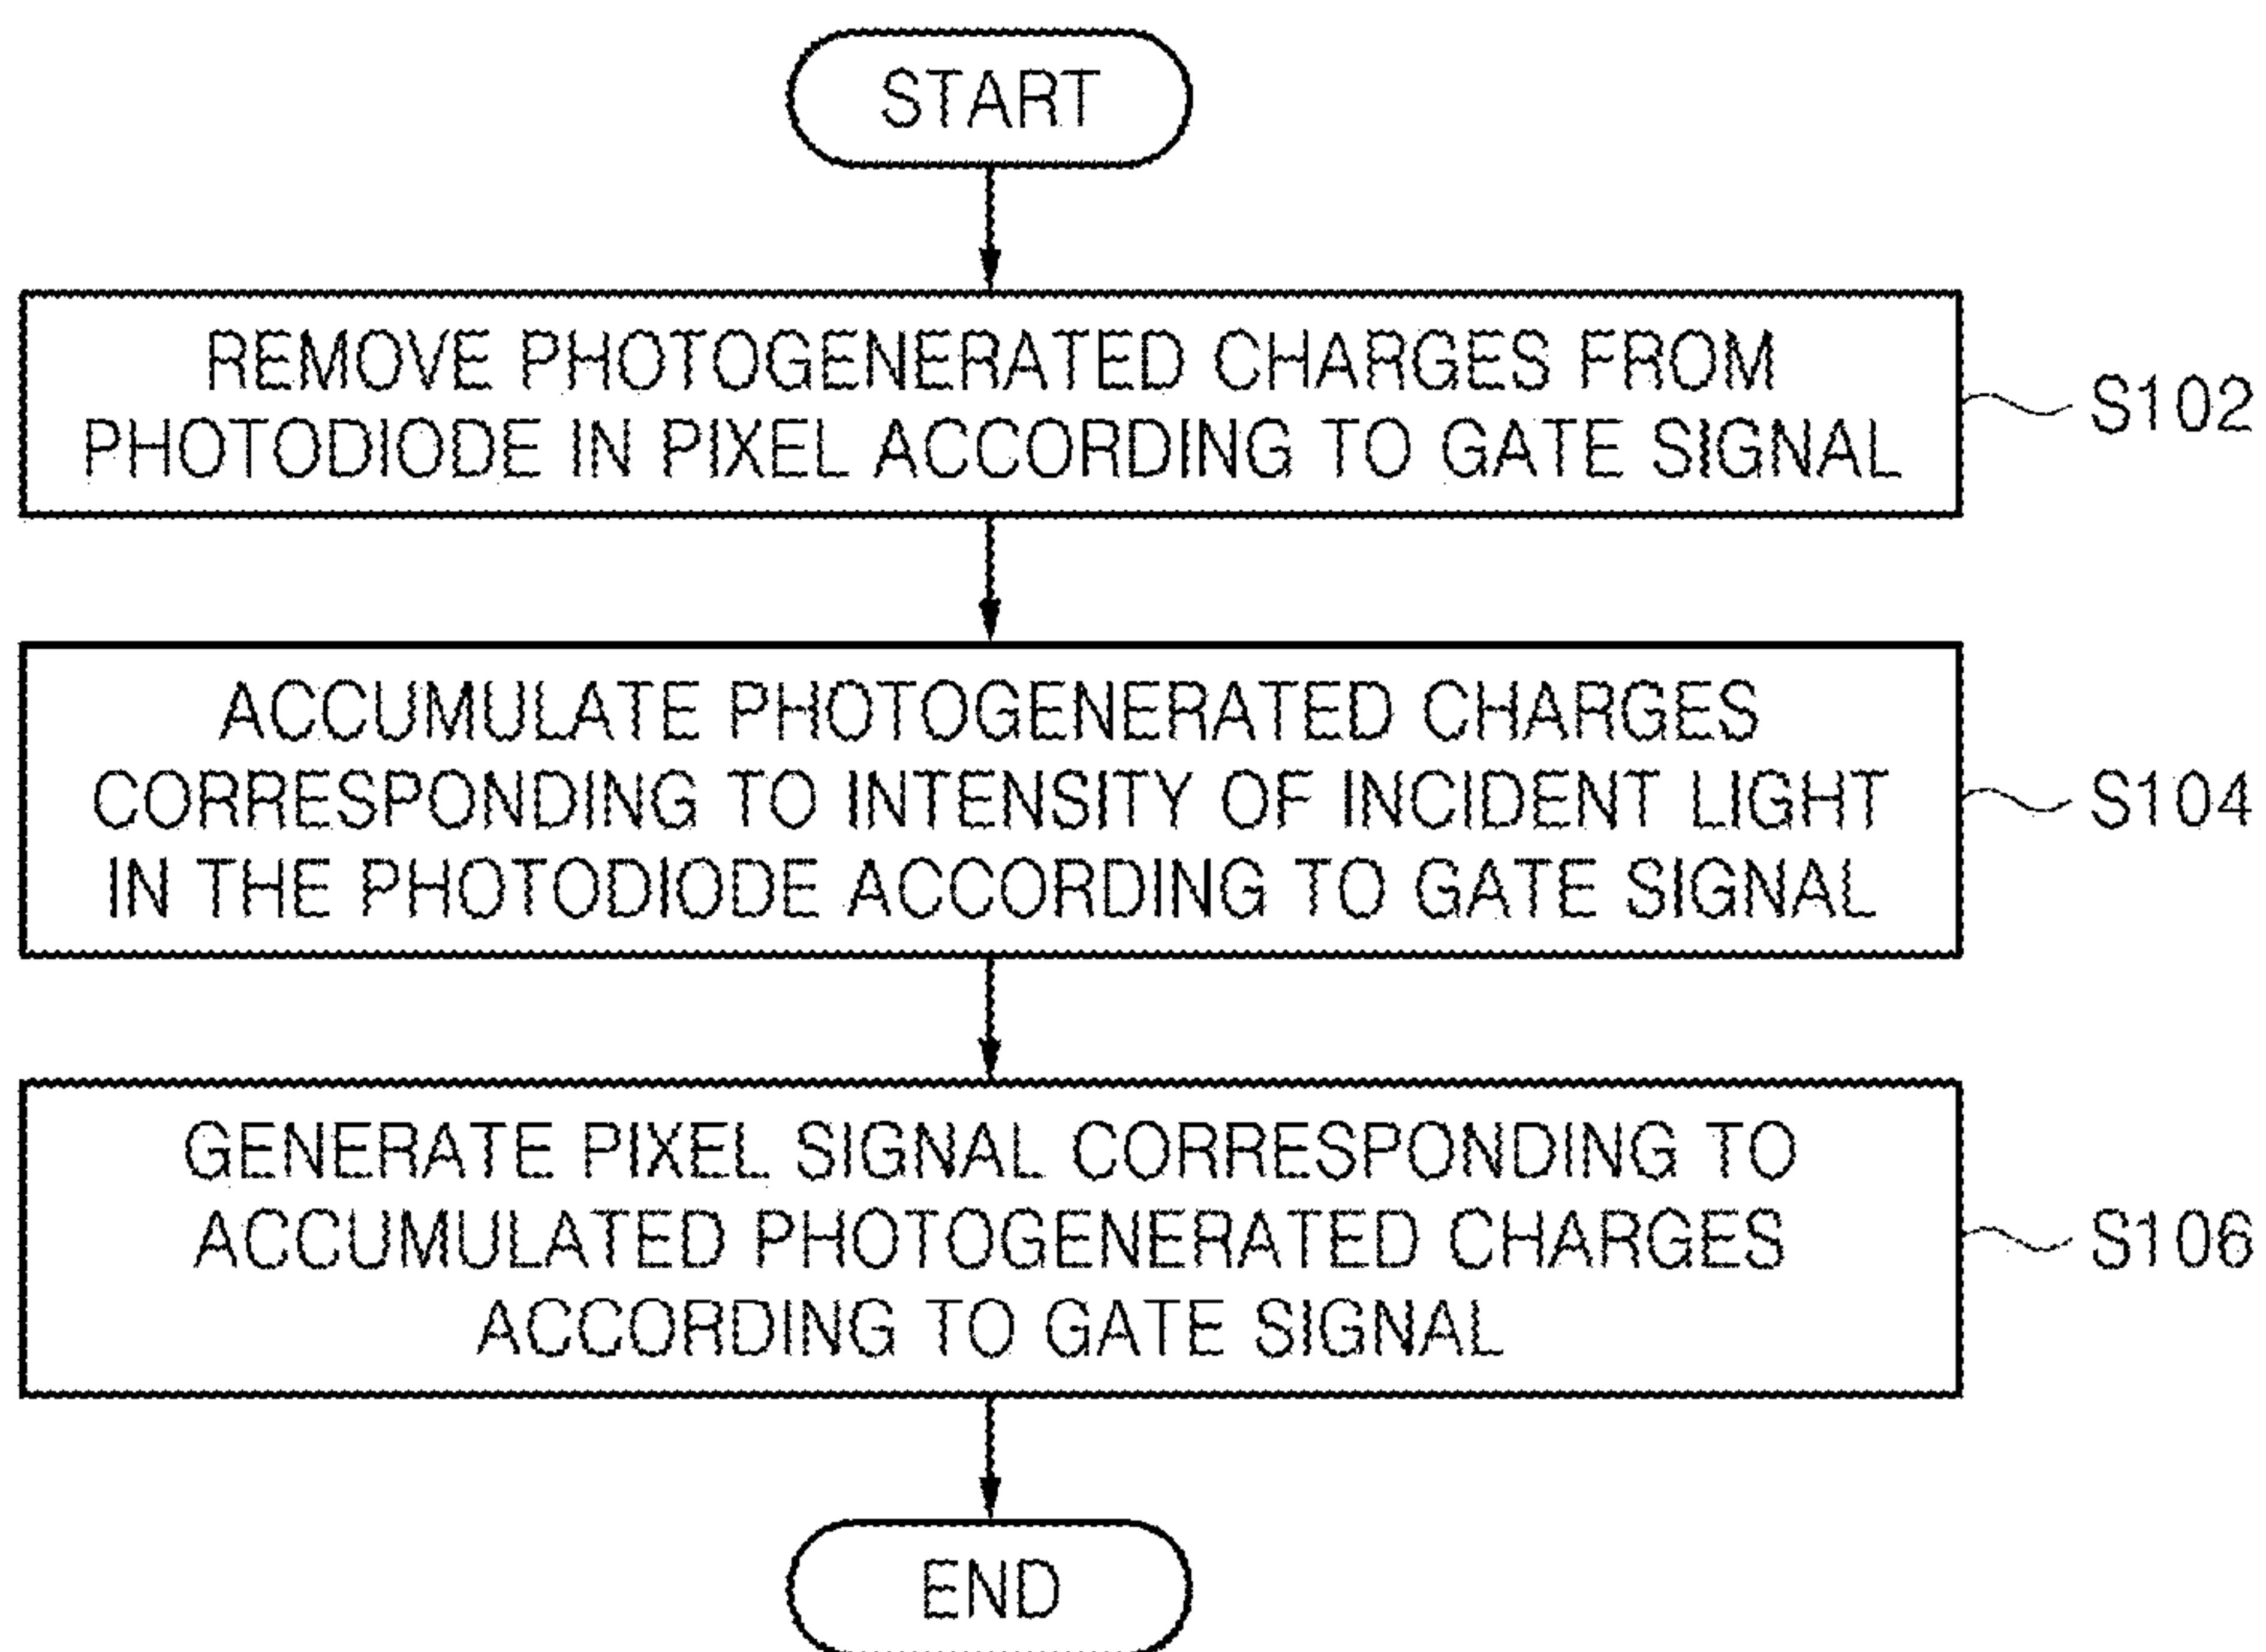 START
REMOVE PHOTOGENERATED CHARGES FROM
PHOTODIODE IN PIXEL ACCORDING TO GATE SIGNAL
S102
ACCUMULATE PHOTOGENERATED CHARGES
CORRESPONDING TO INTENSITY OF INCIDENT LIGHT
IN THE PHOTODIODE ACCORDING TO GATE SIGNAL
S104
GENERATE PIXEL SIGNAL CORRESPONDING TO
ACCUMULATED PHOTOGENERATED CHARGES
ACCORDING TO GATE SIGNAL
S106
END